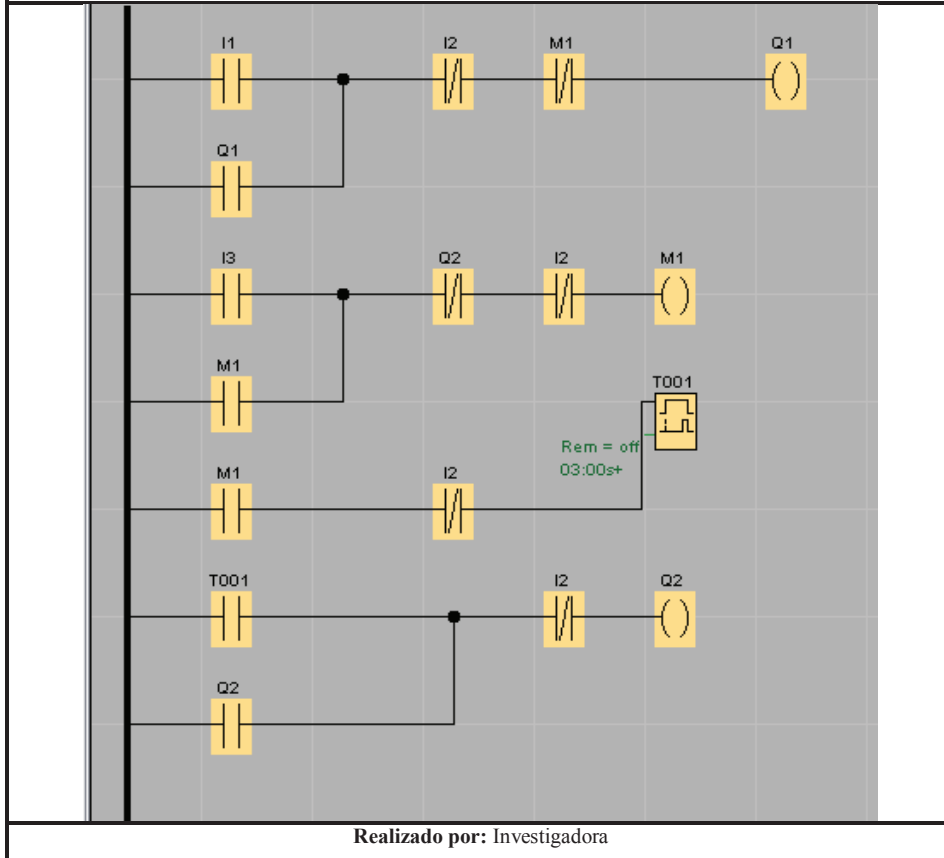 I1 I2 M1 Q1
Q1
I3 Q2 I2 M1
M1
T001
Rem = off
03:00s+
M1 I2
T001 I2 Q2
Q2
Realizado por: Investigadora